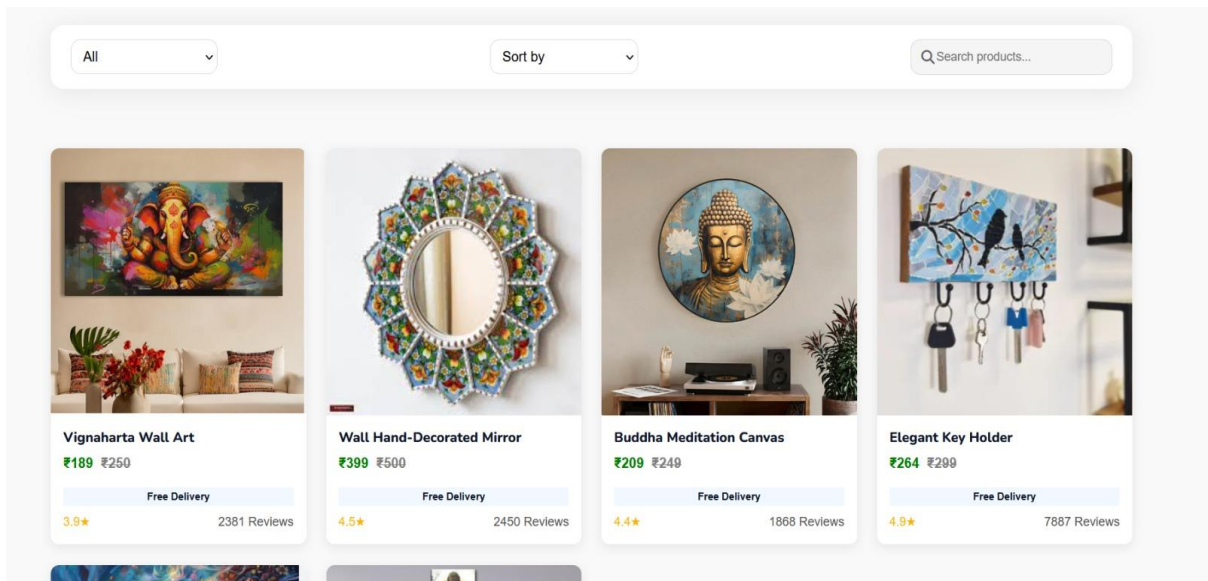 All
Sort by
Search products...
Vignaharta Wall Art
₹189 ₹250
Free Delivery
3.9★ 2381 Reviews
Wall Hand-Decorated Mirror
₹399 ₹500
Free Delivery
4.5★ 2450 Reviews
Buddha Meditation Canvas
₹209 ₹249
Free Delivery
4.4★ 1868 Reviews
Elegant Key Holder
₹264 ₹299
Free Delivery
4.9★ 7887 Reviews